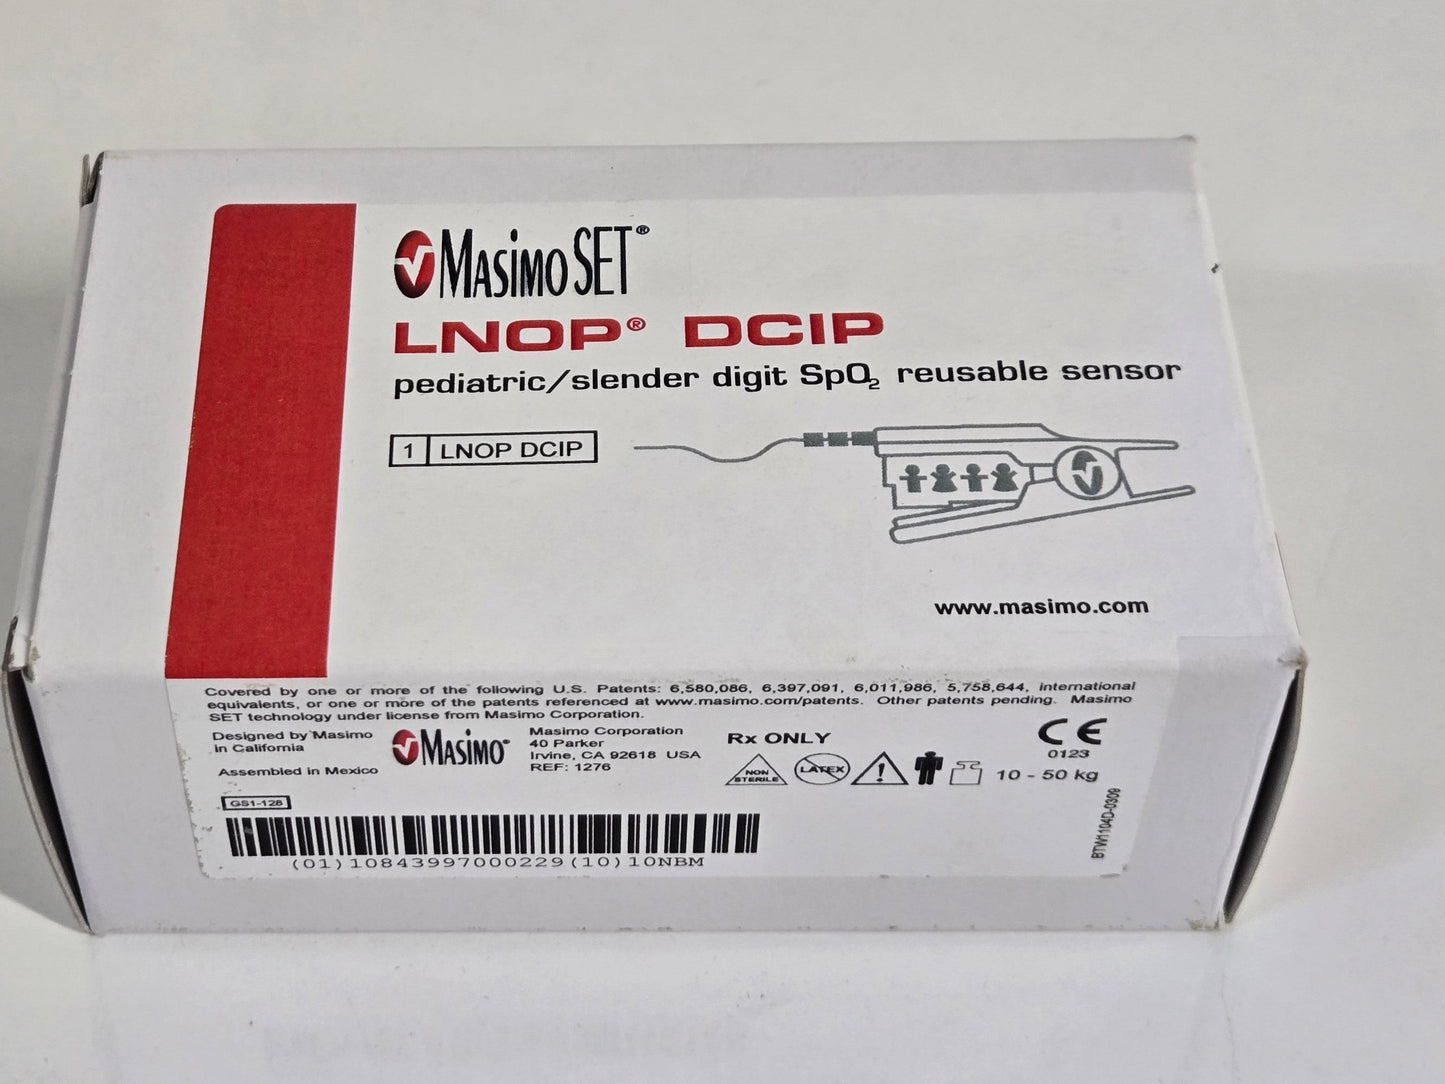 Masimo SET®
LNOP® DCIP
pediatric/slender digit SpO2 reusable sensor
1 LNOP DCIP
www.masimo.com
Covered by one or more of the following U.S. Patents: 6,580,086, 6,397,091, 6,011,986, 5,758,644, international
equivalents, or one or more of the patents referenced at www.masimo.com/patents. Other patents pending. Masimo
SET technology under license from Masimo Corporation.
Designed by Masimo
in California
Assembled in Mexico
Masimo
Masimo Corporation
40 Parker
Irvine, CA 92618 USA
REF: 1276
Rx ONLY
NON
STERILE
LATEX
!
10 - 50 kg
CE
0123
GS1-128
(01)10843997000229(10)10NBM
BTW1104D-0309